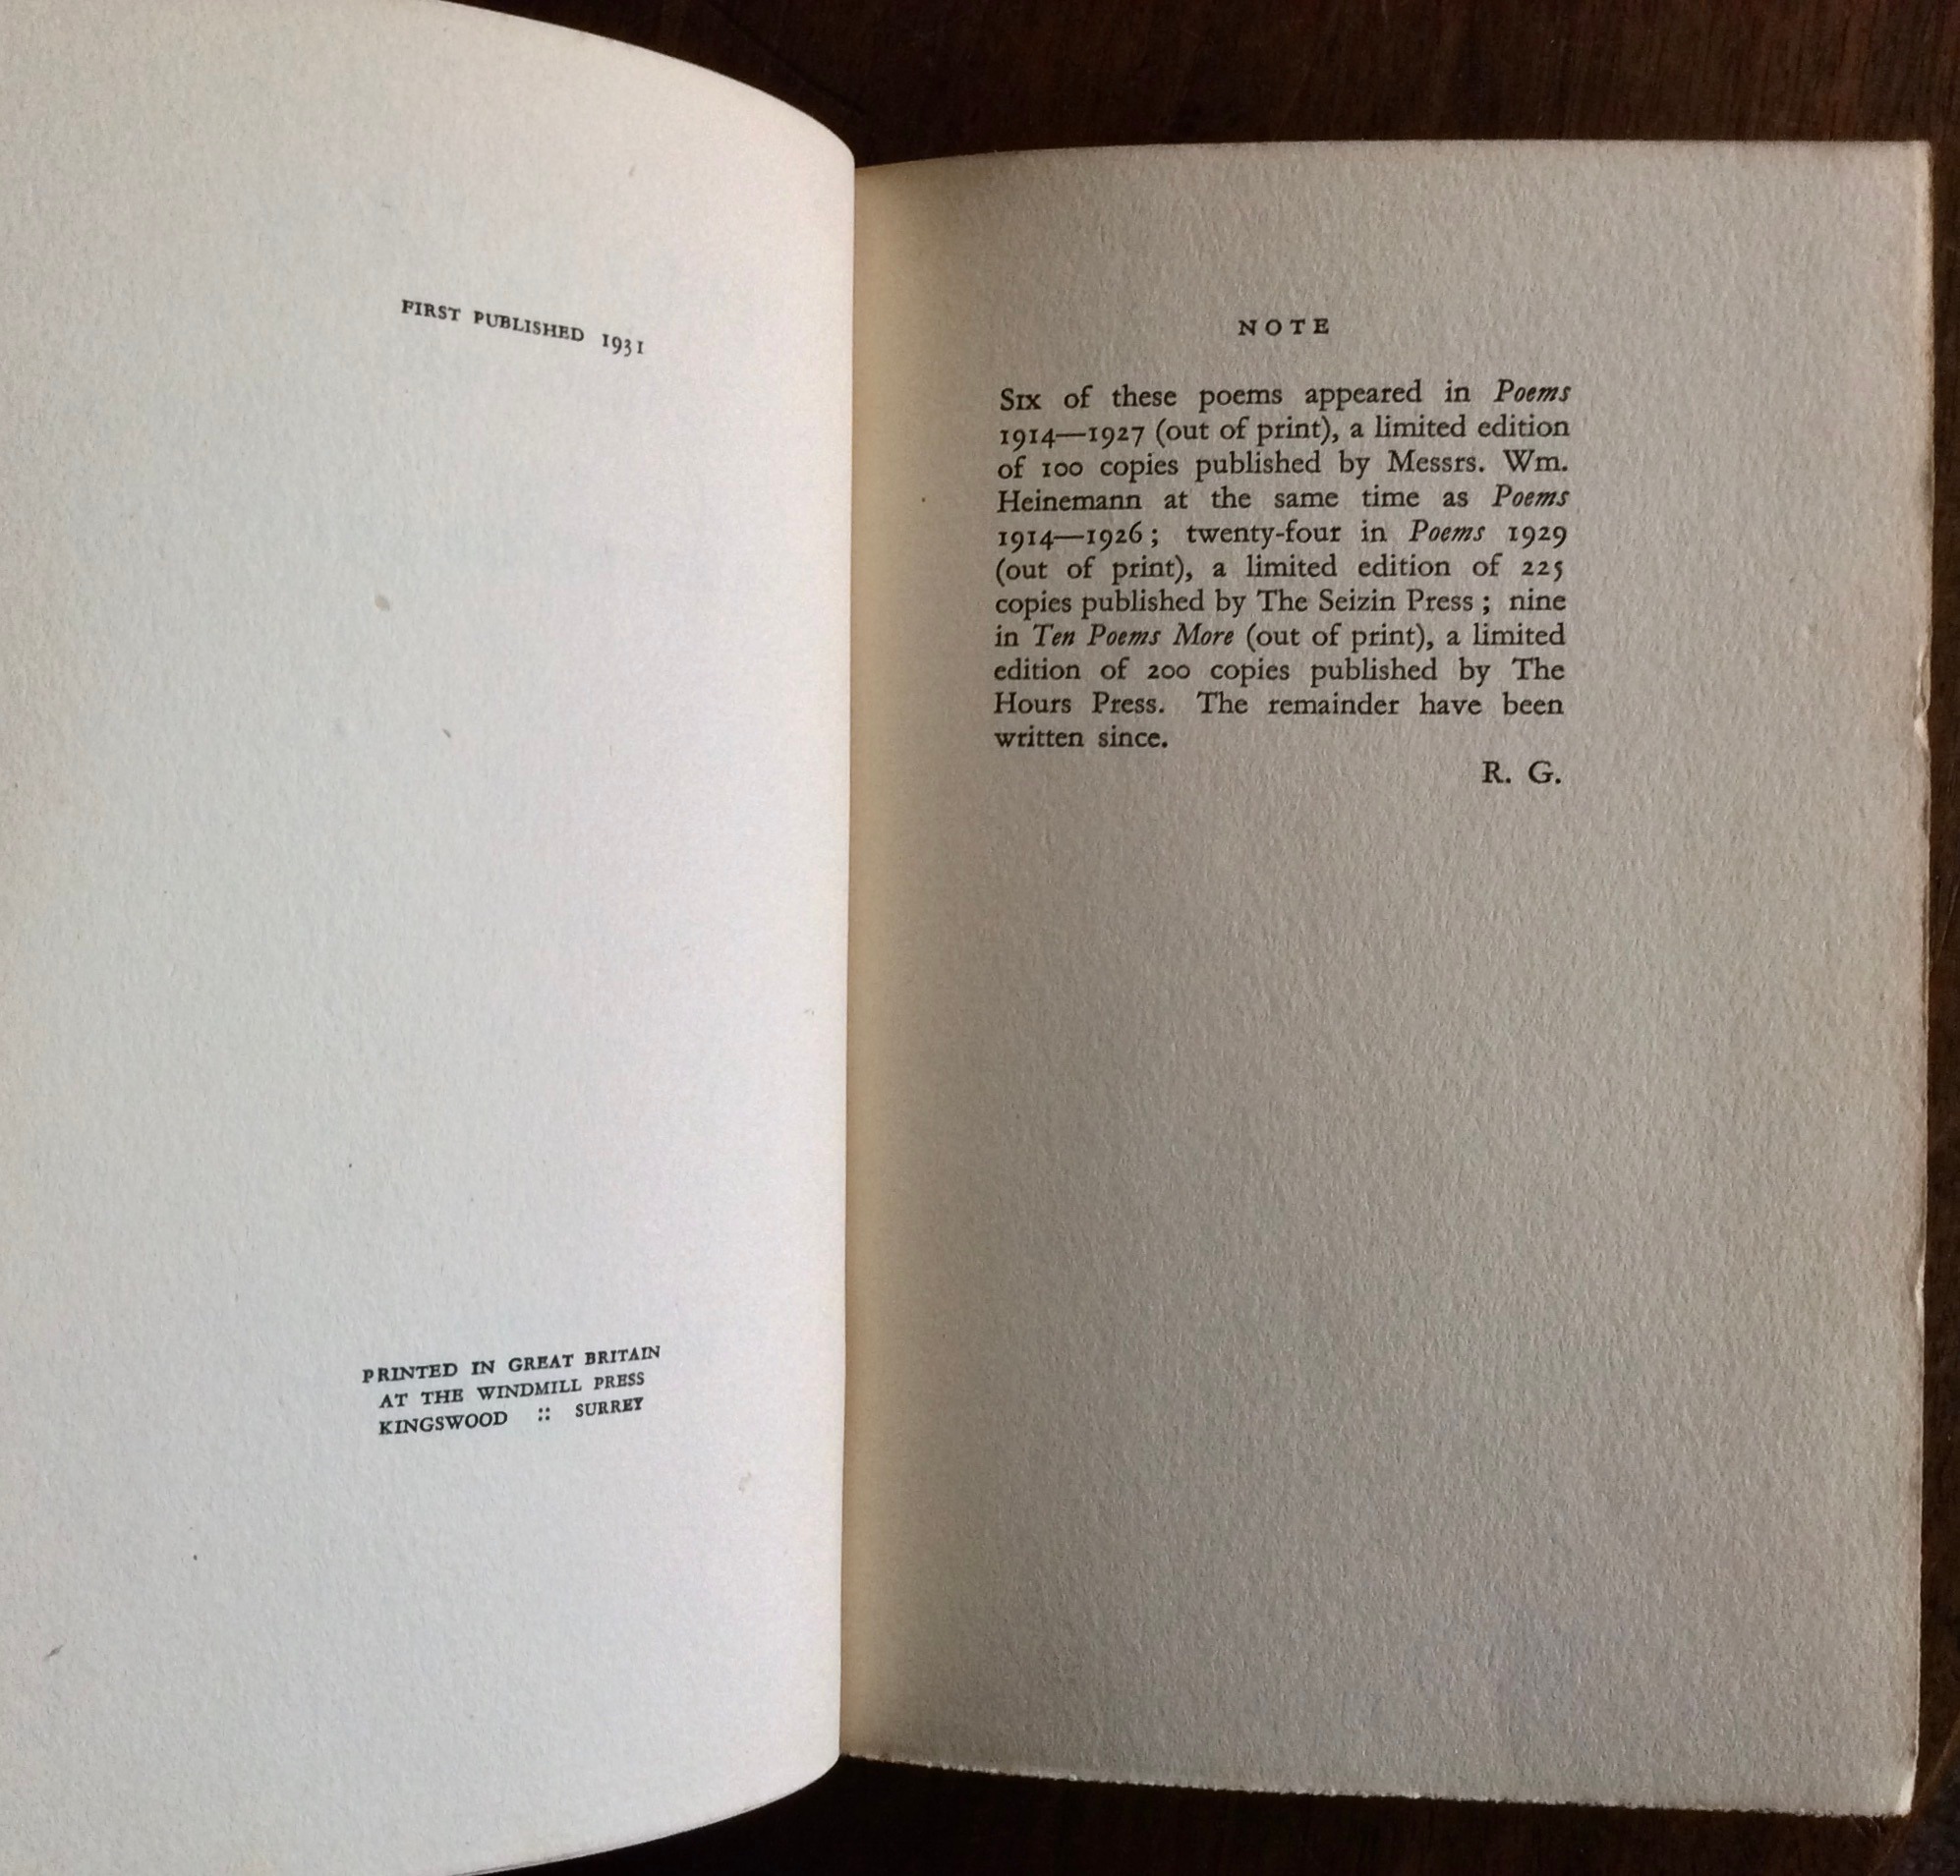 FIRST PUBLISHED 1931
PRINTED IN GREAT BRITAIN
AT THE WINDMILL PRESS
KINGSWOOD :: SURREY
NOTE
Six of these poems appeared in Poems
1914—1927 (out of print), a limited edition
of 100 copies published by Messrs. Wm.
Heinemann at the same time as Poems
1914—1926; twenty-four in Poems 1929
(out of print), a limited edition of 225
copies published by The Seizin Press; nine
in Ten Poems More (out of print), a limited
edition of 200 copies published by The
Hours Press. The remainder have been
written since.
R. G.